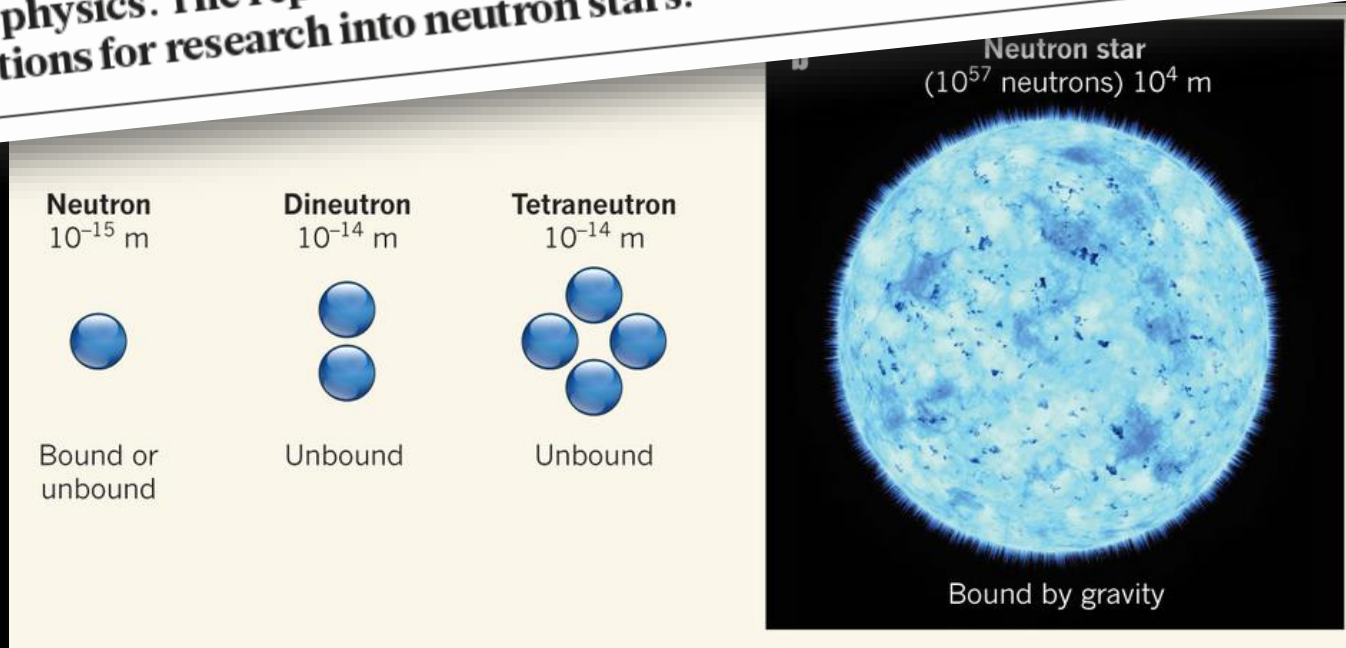 physics. The
tions for research into neutron stars.
b
Neutron star
(10⁵⁷ neutrons) 10⁴ m
Neutron
10⁻¹⁵ m
Dineutron
10⁻¹⁴ m
Tetraneutron
10⁻¹⁴ m
Bound or
unbound
Unbound
Unbound
Bound by gravity